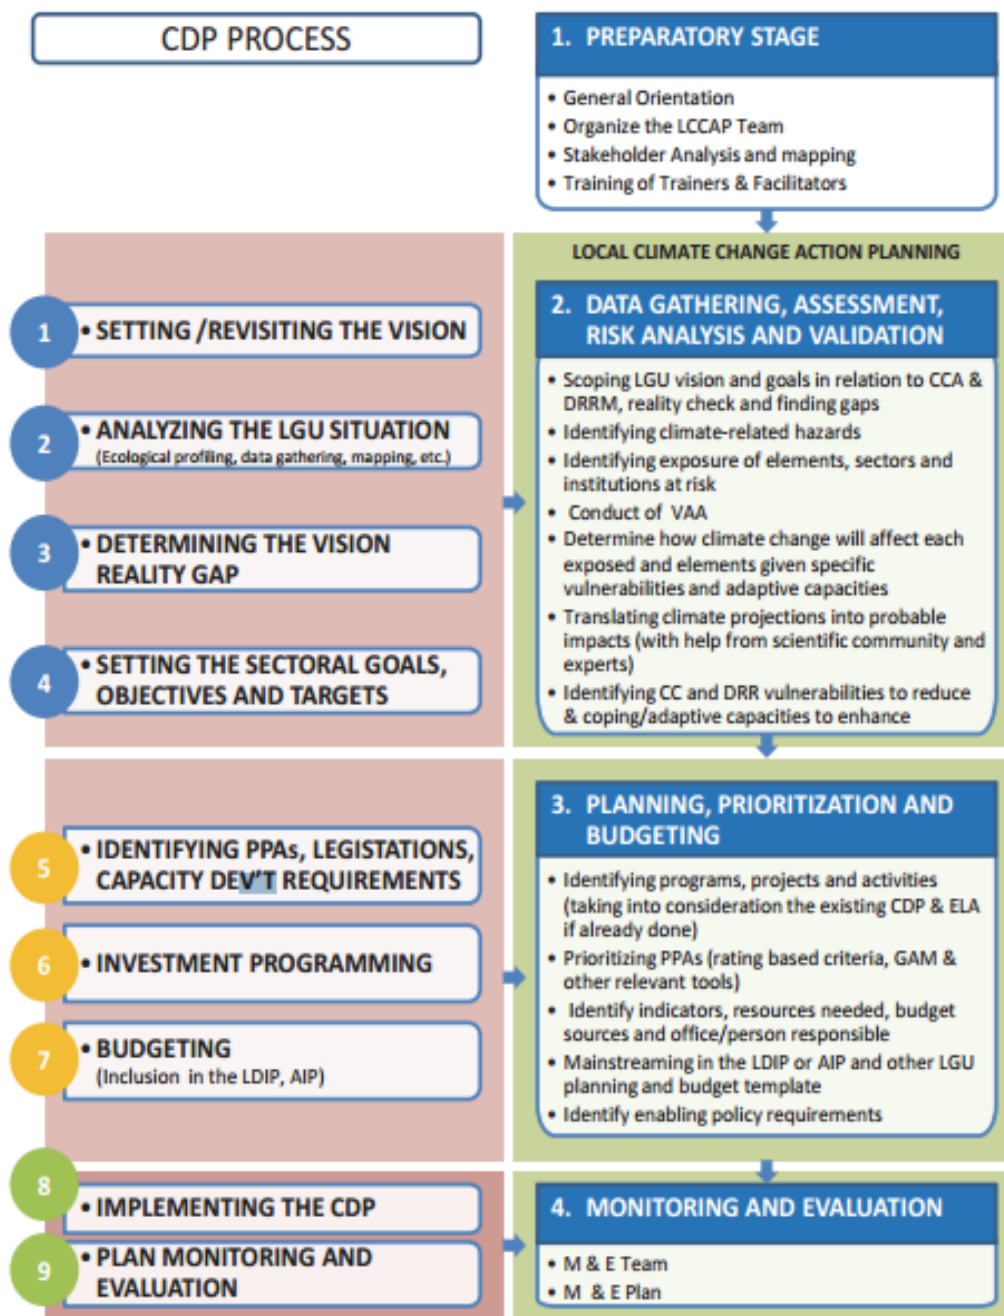 CDP PROCESS
1. PREPARATORY STAGE
• General Orientation
• Organize the LCCAP Team
• Stakeholder Analysis and mapping
• Training of Trainers & Facilitators
1
• SETTING /REVISITING THE VISION
2
• ANALYZING THE LGU SITUATION
(Ecological profiling, data gathering, mapping, etc.)
3
• DETERMINING THE VISION
REALITY GAP
4
• SETTING THE SECTORAL GOALS,
OBJECTIVES AND TARGETS
LOCAL CLIMATE CHANGE ACTION PLANNING
2. DATA GATHERING, ASSESSMENT,
RISK ANALYSIS AND VALIDATION
• Scoping LGU vision and goals in relation to CCA &
DRRM, reality check and finding gaps
• Identifying climate-related hazards
• Identifying exposure of elements, sectors and
institutions at risk
• Conduct of VAA
• Determine how climate change will affect each
exposed and elements given specific
vulnerabilities and adaptive capacities
• Translating climate projections into probable
impacts (with help from scientific community and
experts)
• Identifying CC and DRR vulnerabilities to reduce
& coping/adaptive capacities to enhance
5
• IDENTIFYING PPAs, LEGISTATIONS,
CAPACITY DEV'T REQUIREMENTS
6
• INVESTMENT PROGRAMMING
7
• BUDGETING
(Inclusion in the LDIP, AIP)
3. PLANNING, PRIORITIZATION AND
BUDGETING
• Identifying programs, projects and activities
(taking into consideration the existing CDP & ELA
if already done)
• Prioritizing PPAs (rating based criteria, GAM &
other relevant tools)
• Identify indicators, resources needed, budget
sources and office/person responsible
• Mainstreaming in the LDIP or AIP and other LGU
planning and budget template
• Identify enabling policy requirements
8
• IMPLEMENTING THE CDP
9
• PLAN MONITORING AND
EVALUATION
4. MONITORING AND EVALUATION
• M & E Team
• M & E Plan